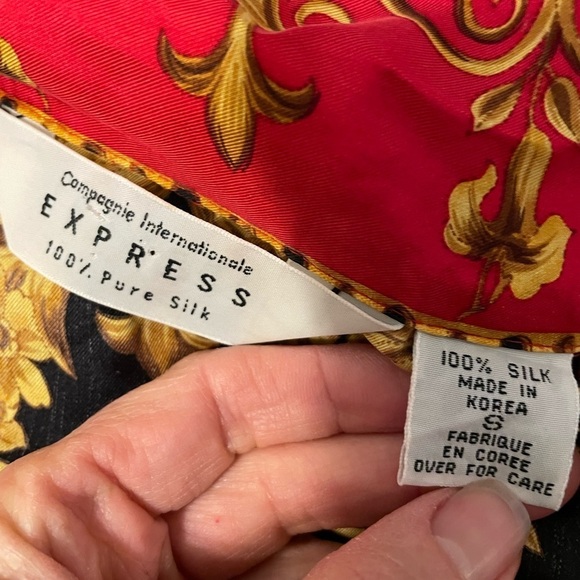 Compagnie Internationale
EXPRESS
100% Pure Silk
100% SILK
MADE IN
KOREA
S
FABRIQUE
EN COREE
OVER FOR CARE